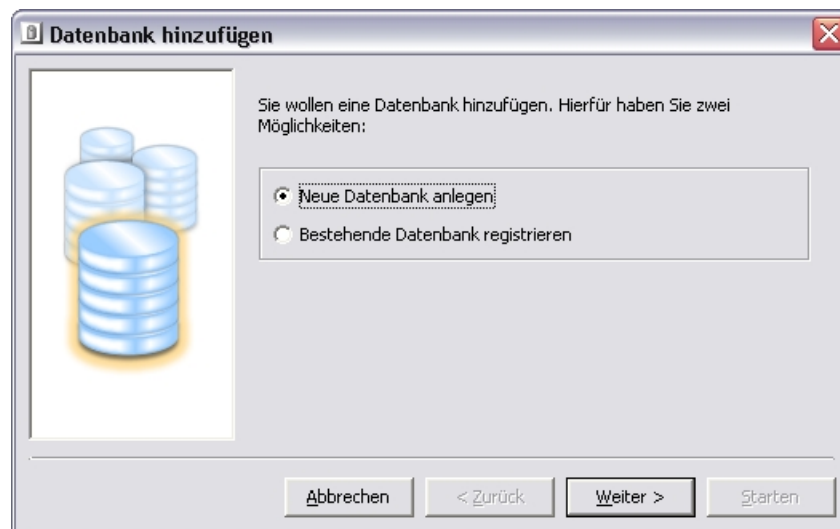 Datenbank hinzufügen
Sie wollen eine Datenbank hinzufügen. Hierfür haben Sie zwei
Möglichkeiten:
Neue Datenbank anlegen
Bestehende Datenbank registrieren
Abbrechen
< Zurück
Weiter >
Starten